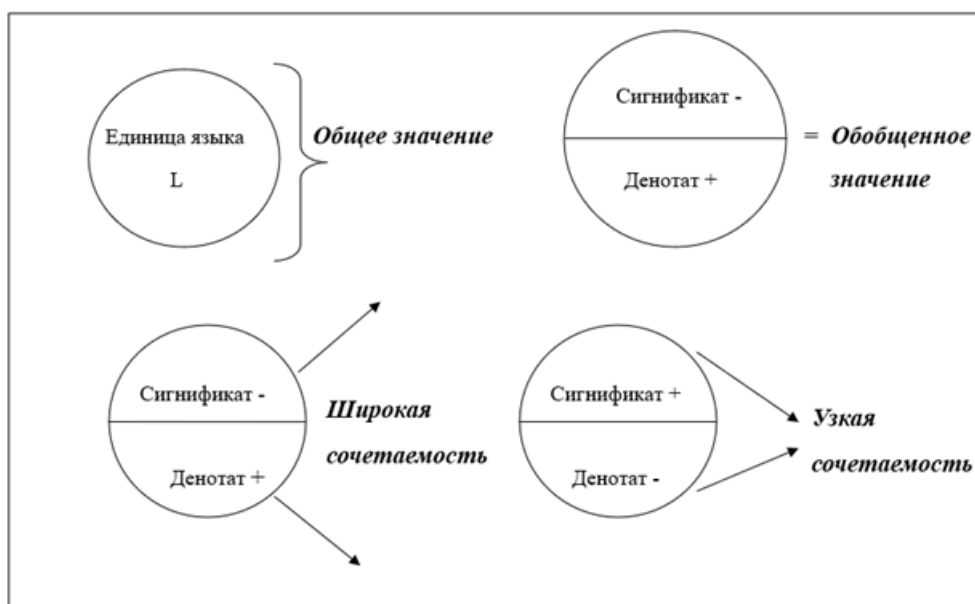 Единица языка
L
Общее значение
Сигнификат -
Денотат +
= Обобщенное
значение
Сигнификат -
Денотат +
Широкая
сочетаемость
Сигнификат +
Денотат -
Узкая
сочетаемость